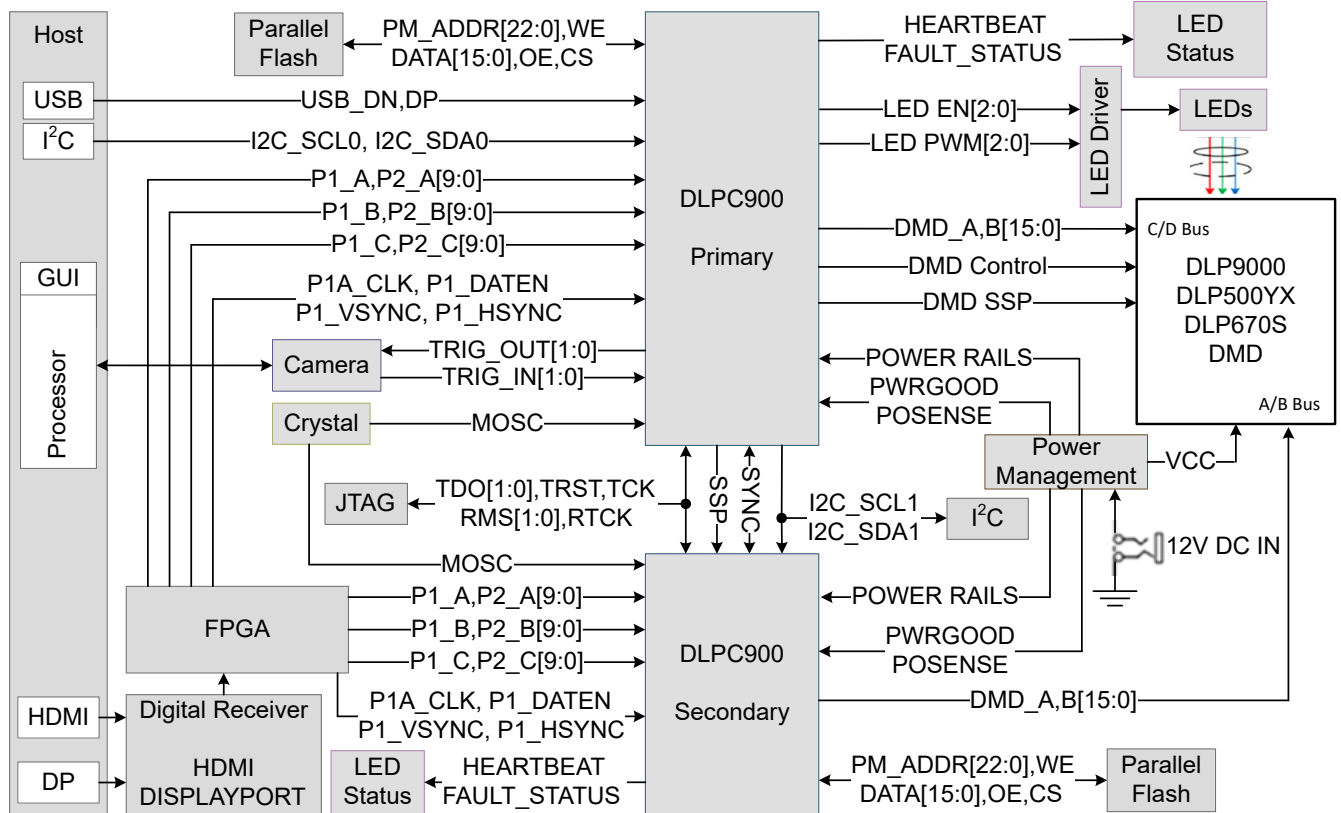 Host
USB
I²C
GUI
Processor
HDMI
DP
Parallel
Flash
PM_ADDR[22:0],WE
DATA[15:0],OE,CS
USB_DN,DP
I2C_SCL0, I2C_SDA0
P1_A,P2_A[9:0]
P1_B,P2_B[9:0]
P1_C,P2_C[9:0]
P1A_CLK, P1_DATEN
P1_VSYNC, P1_HSYNC
Camera
TRIG_OUT[1:0]
TRIG_IN[1:0]
Crystal
MOSC
DLPC900
Primary
HEARTBEAT
FAULT_STATUS
LED
Status
LED EN[2:0]
LED PWM[2:0]
LED Driver
LEDs
DMD_A,B[15:0]
DMD Control
DMD SSP
C/D Bus
DLP9000
DLP500YX
DLP670S
DMD
A/B Bus
POWER RAILS
PWRGOOD
POSENSE
Power
Management
VCC
12V DC IN
JTAG
TDO[1:0],TRST,TCK
RMS[1:0],RTCK
SSP
SYNC
I2C_SCL1
I2C_SDA1
I²C
MOSC
FPGA
P1_A,P2_A[9:0]
P1_B,P2_B[9:0]
P1_C,P2_C[9:0]
P1A_CLK, P1_DATEN
P1_VSYNC, P1_HSYNC
Digital Receiver
HDMI
DISPLAYPORT
LED
Status
HEARTBEAT
FAULT_STATUS
DLPC900
Secondary
POWER RAILS
PWRGOOD
POSENSE
DMD_A,B[15:0]
PM_ADDR[22:0],WE
DATA[15:0],OE,CS
Parallel
Flash